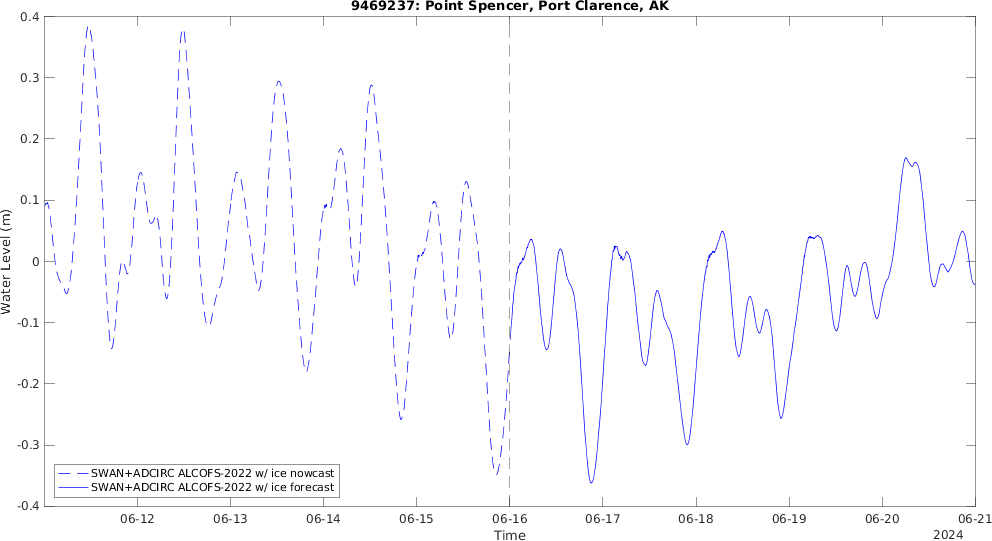 9469237: Point Spencer, Port Clarence, AK
0.4
0.3
0.2
0.1
0
-0.1
-0.2
-0.3
-0.4
Water Level (m)
SWAN+ADCIRC ALCOFS-2022 w/ ice nowcast
SWAN+ADCIRC ALCOFS-2022 w/ ice forecast
06-12 06-13 06-14 06-15 06-16 06-17 06-18 06-19 06-20 06-21
Time
2024